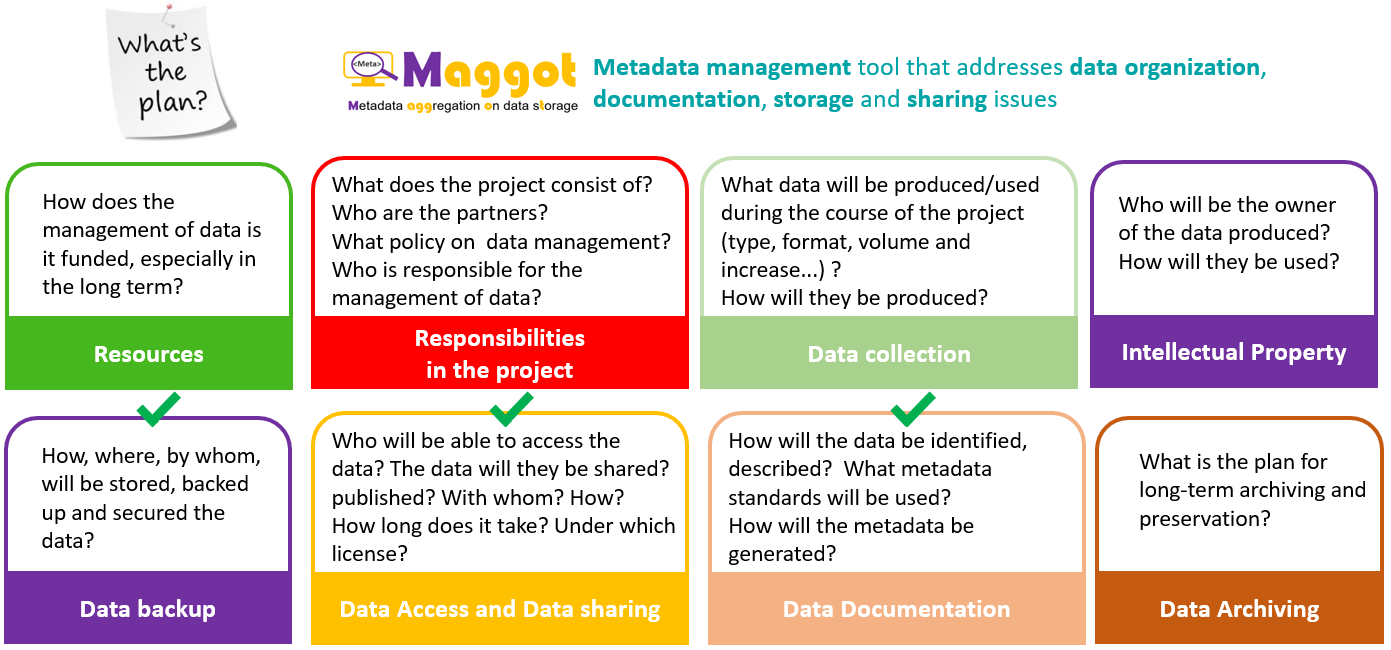 What's
the
plan?
<Meta>
Maggot
Metadata aggregation on data storage
Metadata management tool that addresses data organization,
documentation, storage and sharing issues
How does the
management of data is
it funded, especially in
the long term?
Resources
What does the project consist of?
Who are the partners?
What policy on  data management?
Who is responsible for the
management of data?
Responsibilities
in the project
What data will be produced/used
during the course of the project
(type, format, volume and
increase...) ?
How will they be produced?
Data collection
Who will be the owner
of the data produced?
How will they be used?
Intellectual Property
How, where, by whom,
will be stored, backed
up and secured the
data?
Data backup
Who will be able to access the
data? The data will they be shared?
published? With whom? How?
How long does it take? Under which
license?
Data Access and Data sharing
How will the data be identified,
described?  What metadata
standards will be used?
How will the metadata be
generated?
Data Documentation
What is the plan for
long-term archiving and
preservation?
Data Archiving